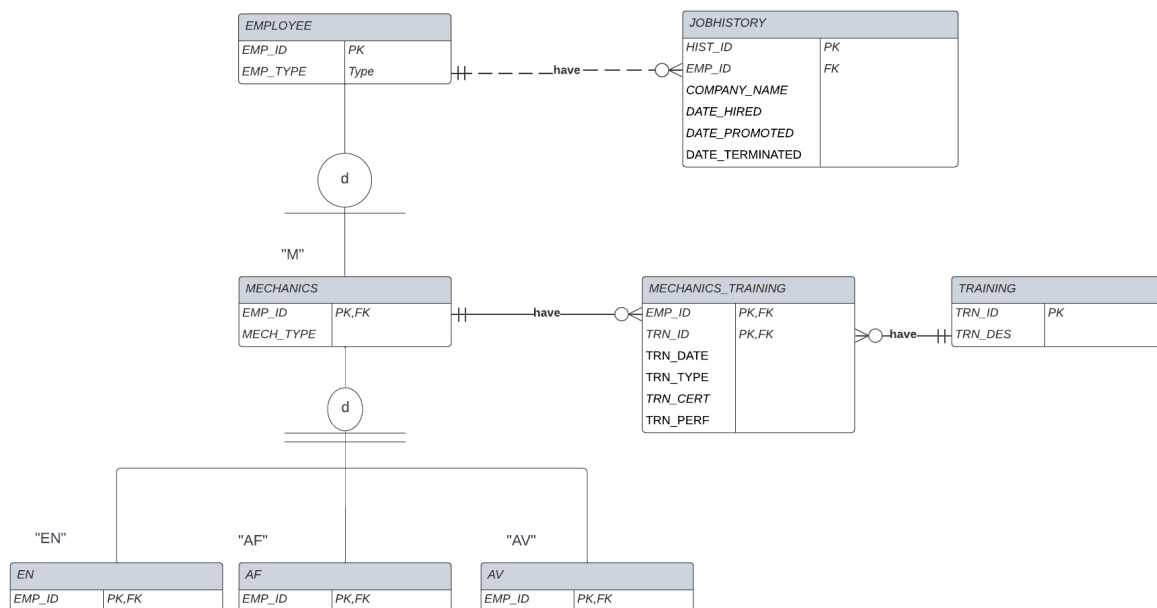 EMPLOYEE
EMP_ID PK
EMP_TYPE Type
have
JOBHISTORY
HIST_ID PK
EMP_ID FK
COMPANY_NAME
DATE_HIRED
DATE_PROMOTED
DATE_TERMINATED
d
"M"
MECHANICS
EMP_ID PK,FK
MECH_TYPE
have
MECHANICS_TRAINING
EMP_ID PK,FK
TRN_ID PK,FK
TRN_DATE
TRN_TYPE
TRN_CERT
TRN_PERF
have
TRAINING
TRN_ID PK
TRN_DES
d
"EN"
"AF"
"AV"
EN
EMP_ID PK,FK
AF
EMP_ID PK,FK
AV
EMP_ID PK,FK